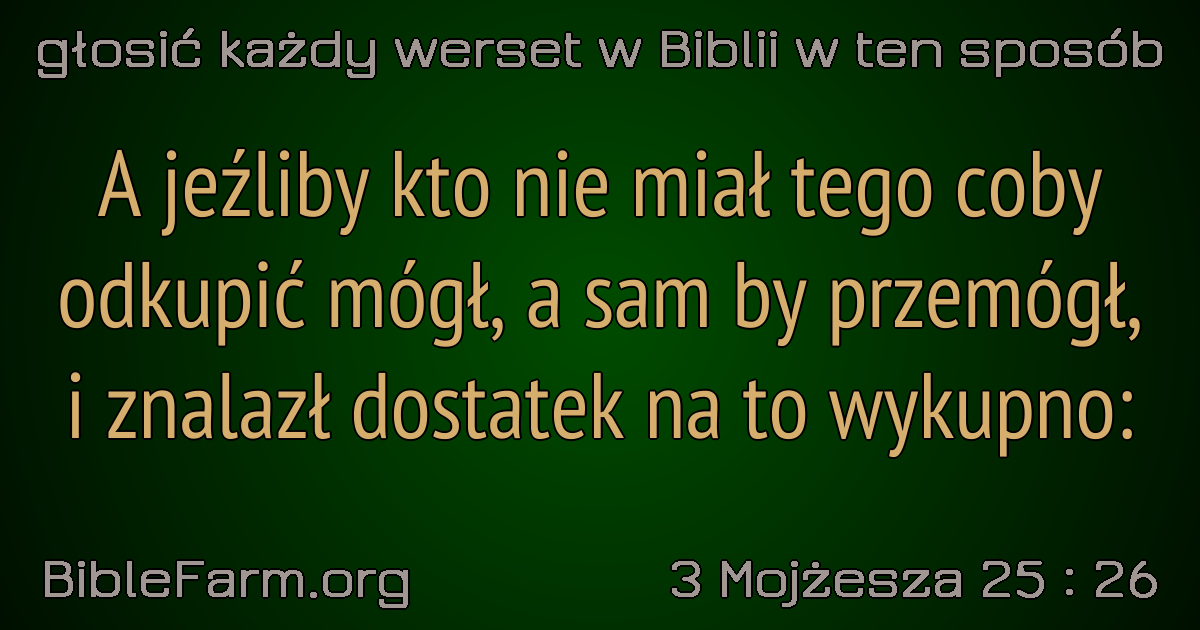 głosić każdy werset w Biblii w ten sposób
A jeźliby kto nie miał tego coby
odkupić mógł, a sam by przemógł,
i znalazł dostatek na to wykupno:
BibleFarm.org
3 Mojżesza 25 : 26